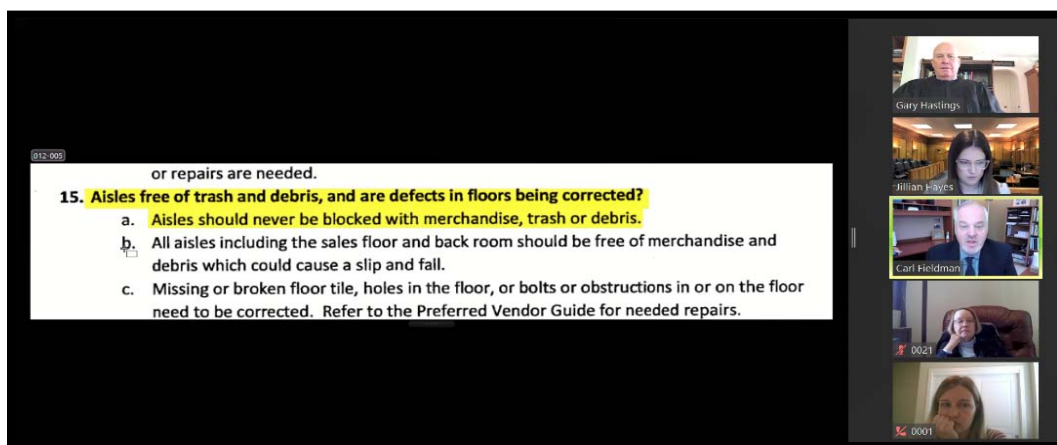 012-005
or repairs are needed.
15. Aisles free of trash and debris, and are defects in floors being corrected?
a. Aisles should never be blocked with merchandise, trash or debris.
b. All aisles including the sales floor and back room should be free of merchandise and
debris which could cause a slip and fall.
c. Missing or broken floor tile, holes in the floor, or bolts or obstructions in or on the floor
need to be corrected. Refer to the Preferred Vendor Guide for needed repairs.
Gary Hastings
Jillian Hayes
Carl Fieldman
0021
0001